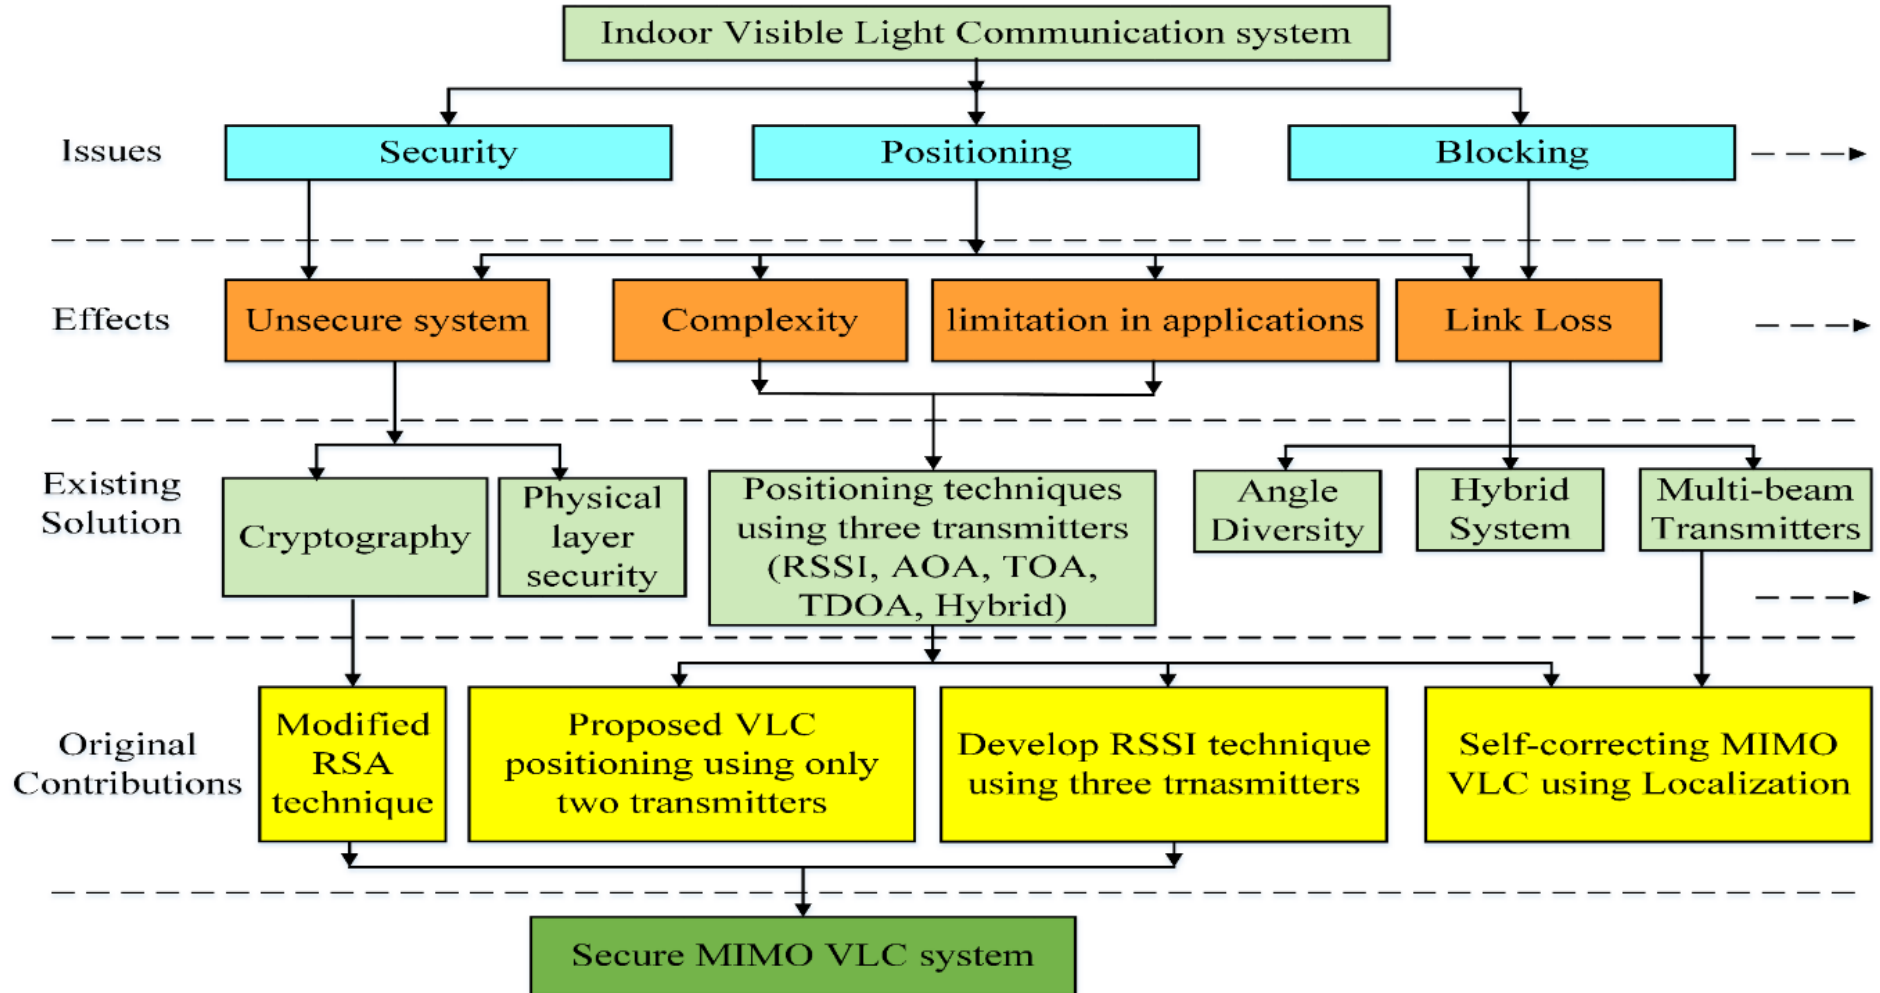 Indoor Visible Light Communication system
Issues
Security
Positioning
Blocking
Effects
Unsecure system
Complexity
limitation in applications
Link Loss
Existing
Solution
Cryptography
Physical
layer
security
Positioning techniques
using three transmitters
(RSSI, AOA, TOA,
TDOA, Hybrid)
Angle
Diversity
Hybrid
System
Multi-beam
Transmitters
Original
Contributions
Modified
RSA
technique
Proposed VLC
positioning using only
two transmitters
Develop RSSI technique
using three trnasmitters
Self-correcting MIMO
VLC using Localization
Secure MIMO VLC system